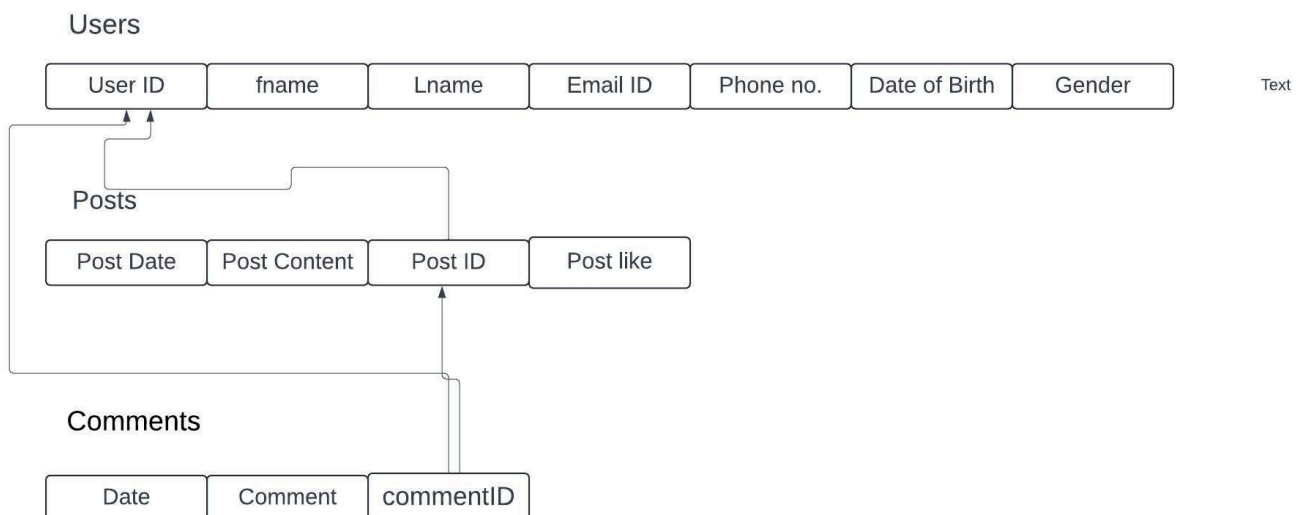 Users
User ID fname Lname Email ID Phone no. Date of Birth Gender Text
Posts
Post Date Post Content Post ID Post like
Comments
Date Comment commentID